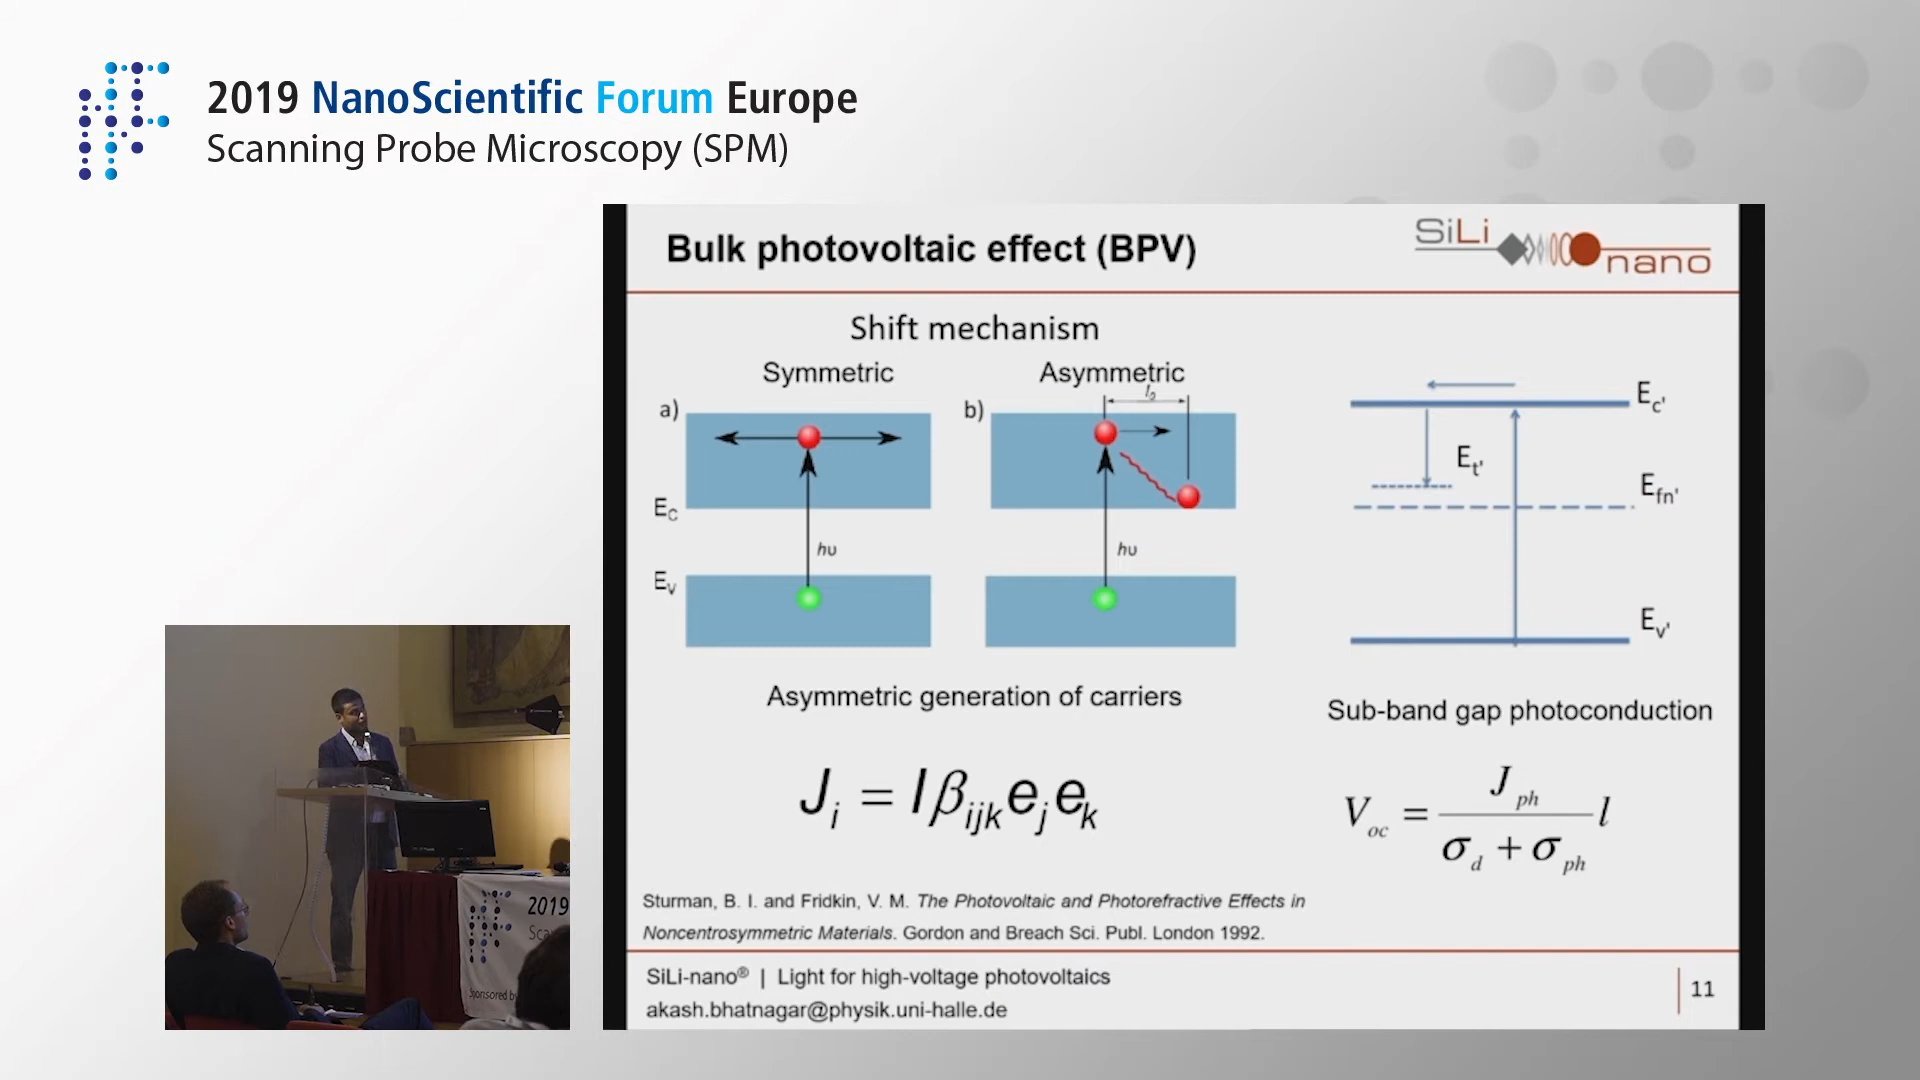 2019 NanoScientific Forum Europe
Scanning Probe Microscopy (SPM)
Bulk photovoltaic effect (BPV)
SiLi
nano
Shift mechanism
Symmetric
Asymmetric
a)
b)
l₀
E_C
hυ
hυ
E_V
E_c'
E_t'
E_fn'
E_v'
Asymmetric generation of carriers
Sub-band gap photoconduction
J_i = Iβ_ijk e_j e_k
V_oc = J_ph / (σ_d + σ_ph) l
Sturman, B. I. and Fridkin, V. M. The Photovoltaic and Photorefractive Effects in
Noncentrosymmetric Materials. Gordon and Breach Sci. Publ. London 1992.
SiLi-nano® | Light for high-voltage photovoltaics
akash.bhatnagar@physik.uni-halle.de
11
2019
Sponsored by